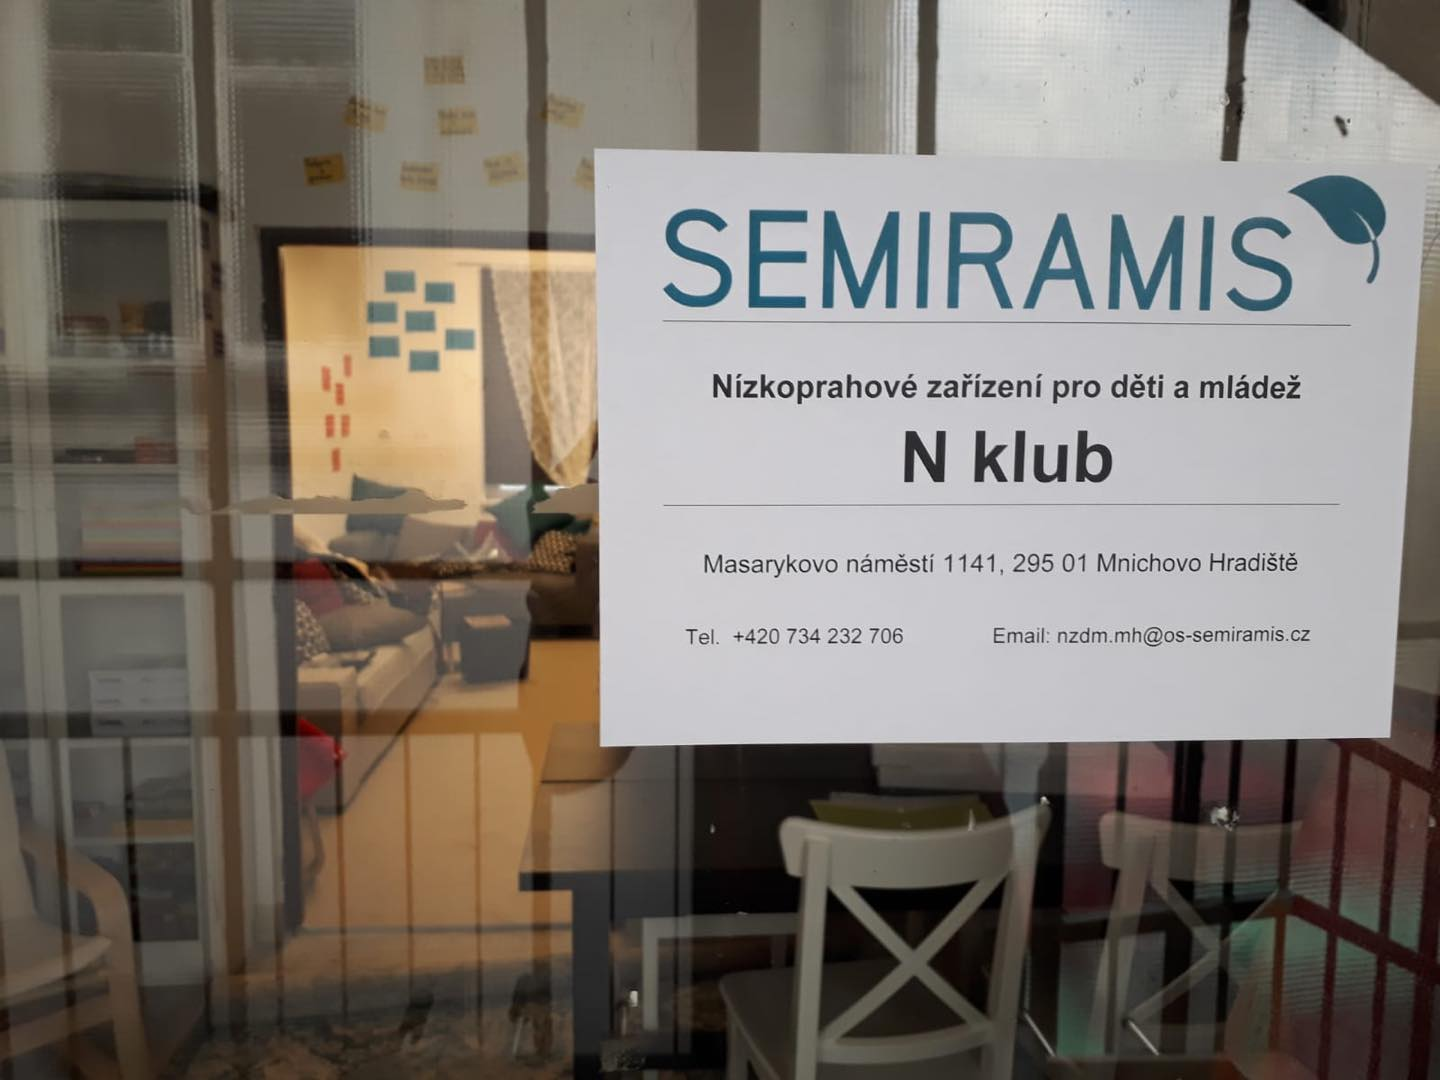 SEMIRAMIS
Nízkoprahové zařízení pro děti a mládež
N klub
Masarykovo náměstí 1141, 295 01 Mnichovo Hradiště
Tel. +420 734 232 706 Email: nzdm.mh@os-semiramis.cz